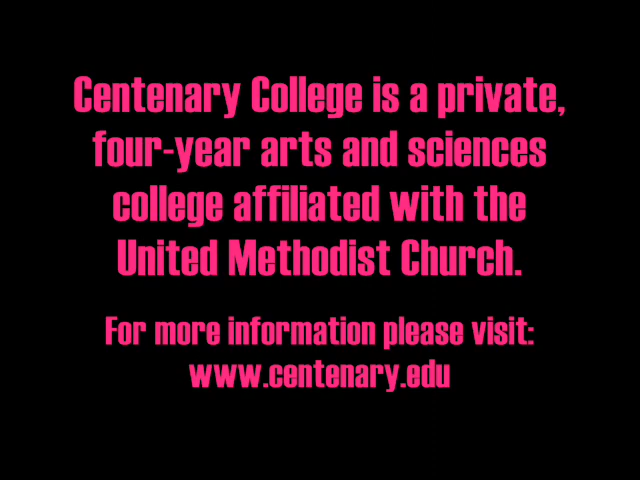 Centenary College is a private,
four-year arts and sciences
college affiliated with the
United Methodist Church.
For more information please visit:
www.centenary.edu